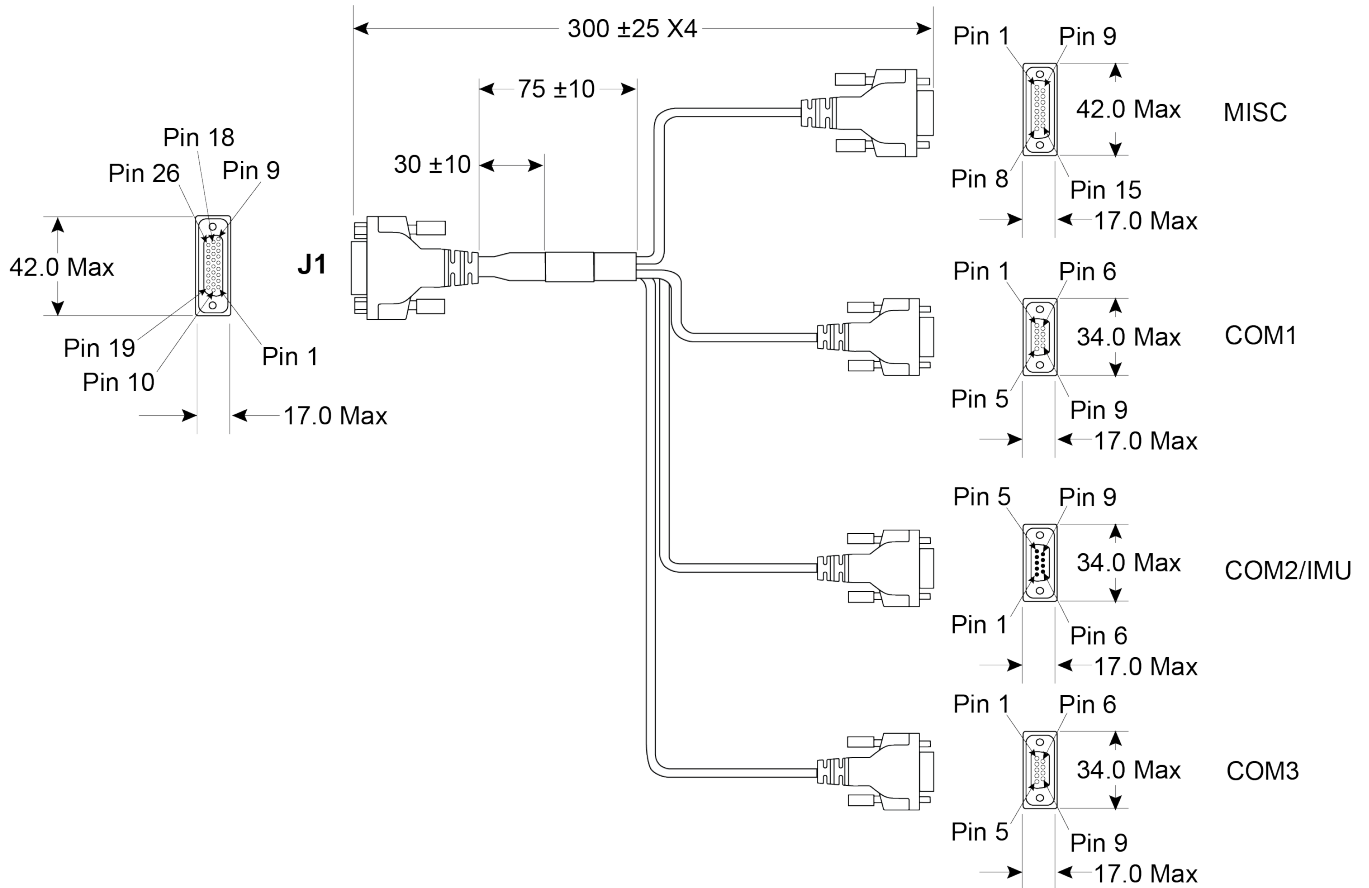 300 ±25 X4
75 ±10
30 ±10
Pin 18
Pin 26
Pin 9
42.0 Max
J1
Pin 19
Pin 1
Pin 10
17.0 Max
Pin 1
Pin 9
42.0 Max
MISC
Pin 8
Pin 15
17.0 Max
Pin 1
Pin 6
34.0 Max
COM1
Pin 5
Pin 9
17.0 Max
Pin 5
Pin 9
34.0 Max
COM2/IMU
Pin 1
Pin 6
17.0 Max
Pin 1
Pin 6
34.0 Max
COM3
Pin 5
Pin 9
17.0 Max